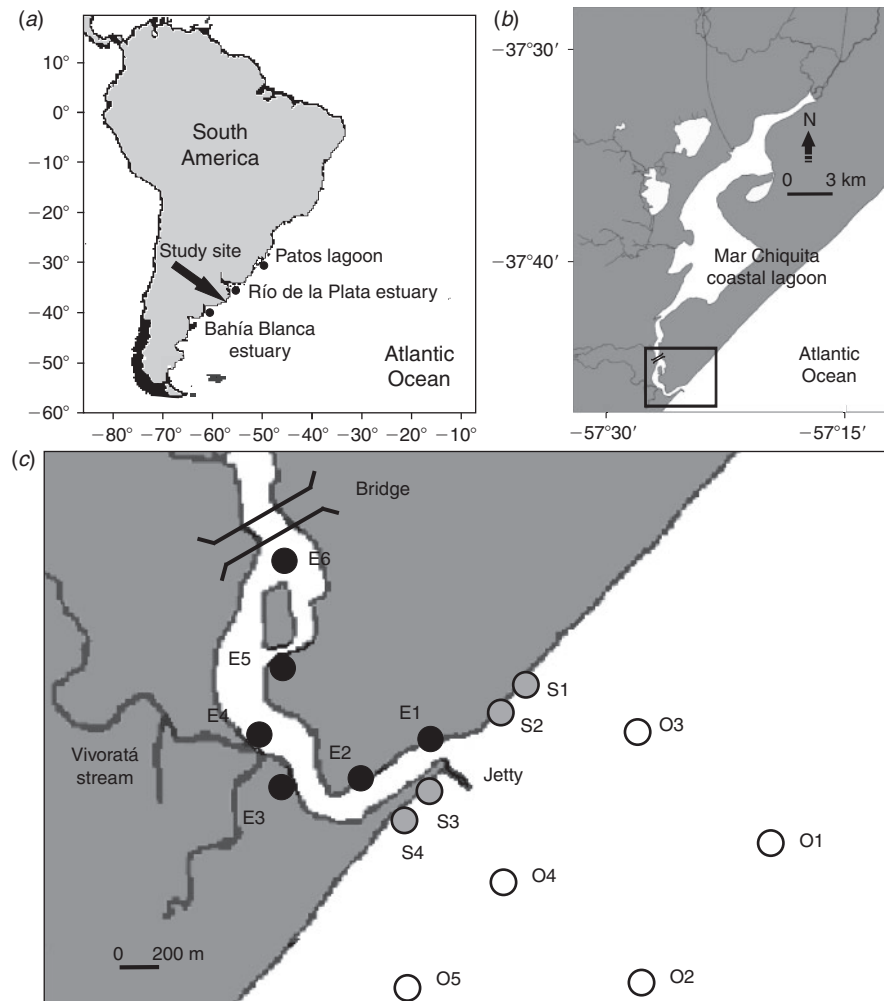 (a)
10°
0°
−10°
−20°
−30°
−40°
−50°
−60°
−80° −70° −60° −50° −40° −30° −20° −10°
South
America
Study site
Patos lagoon
Río de la Plata estuary
Bahía Blanca
estuary
Atlantic
Ocean
(b)
−37°30′
−37°40′
−57°30′ −57°15′
N
0 3 km
Mar Chiquita
coastal lagoon
Atlantic
Ocean
(c)
Bridge
E6
E5
E4
E1
E2
E3
S1
S2
S3
S4
O3
O1
O4
O2
O5
Vivoratá
stream
Jetty
0 200 m